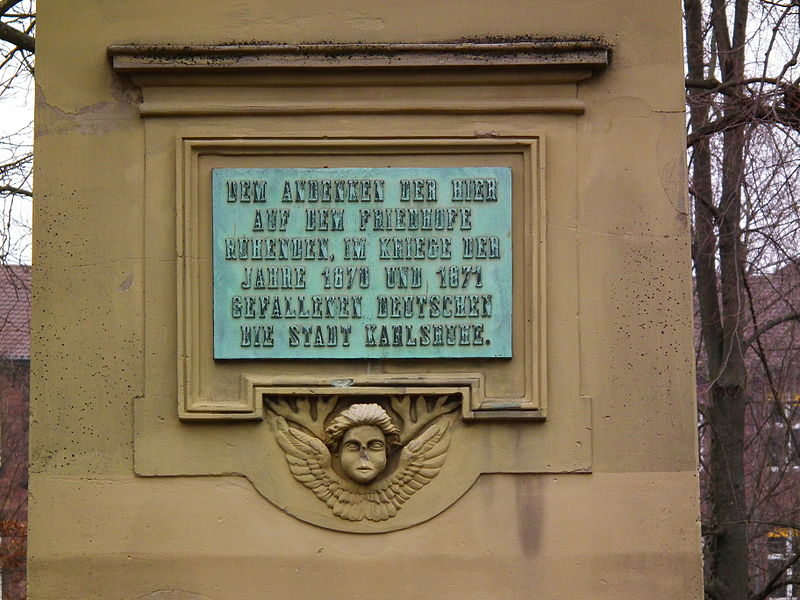 DEM ANDENKEN DER HIER
AUF DEM FRIEDHOFE
RUHENDEN, IM KRIEGE DER
JAHRE 1870 UND 1871
GEFALLENEN DEUTSCHEN
DIE STADT KARLSRUHE.